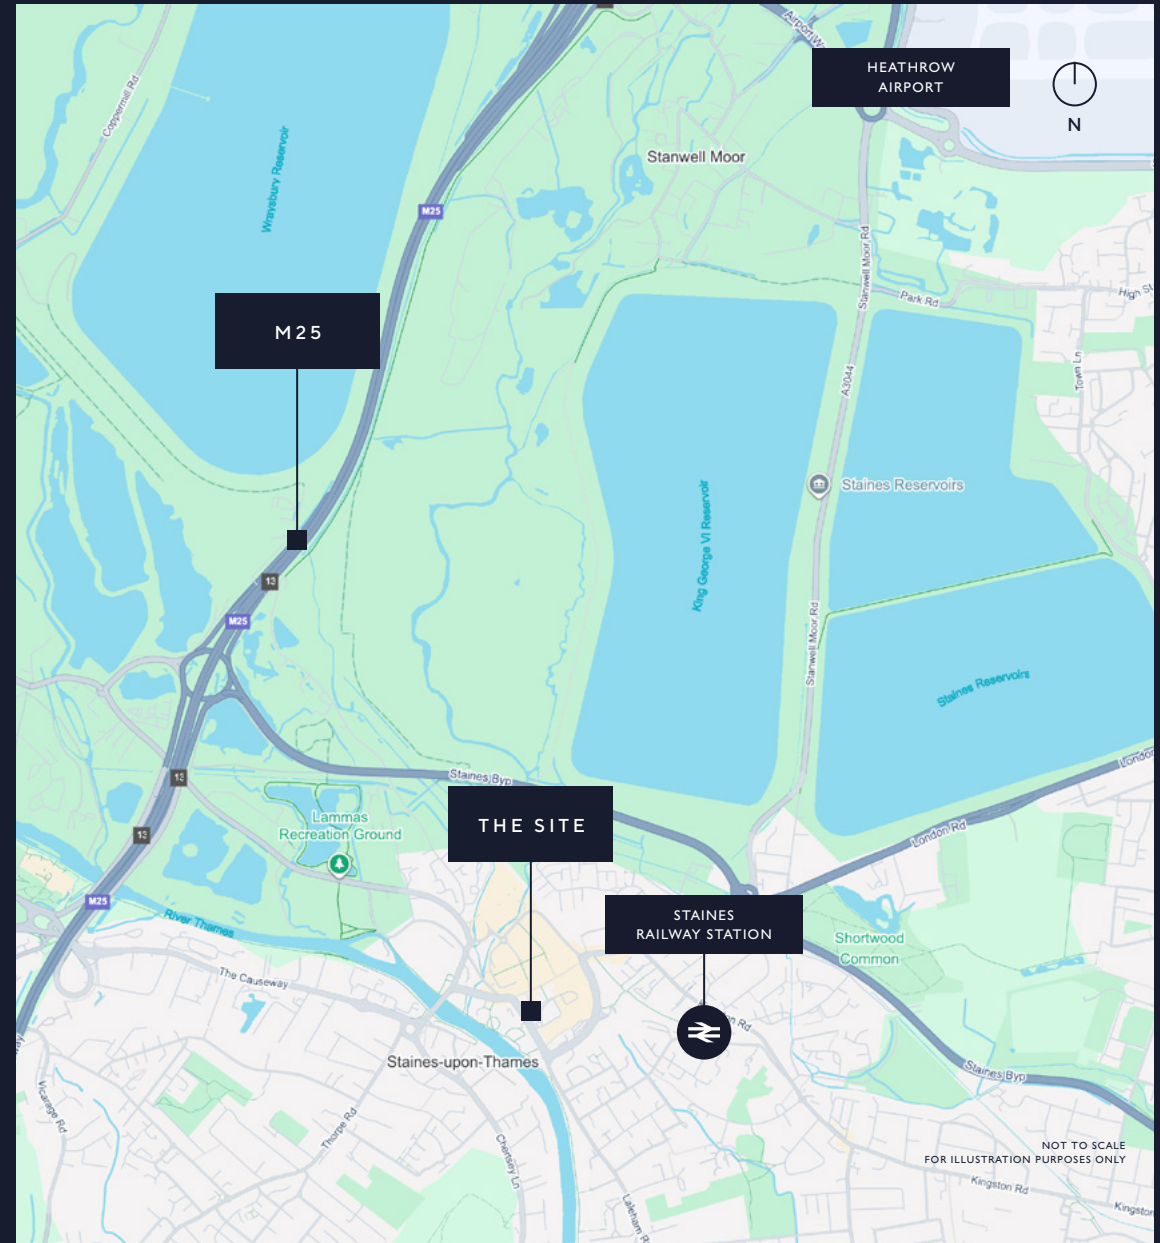 Airport W
HEATHROW
AIRPORT
N
Coppermill Rd
Wraysbury Reservoir
Stanwell Moor
M25
Stanwell Moor Rd
Park Rd
High St
M25
Town Ln
A3044
Staines Reservoirs
King George VI Reservoir
13
M25
Stanwell Moor Rd
Staines Reservoirs
London
Staines Byp
13
THE SITE
Lammas
Recreation Ground
13
London Rd
M25
River Thames
STAINES
RAILWAY STATION
Shortwood
Common
The Causeway
on Rd
Staines-upon-Thames
Staines Byp
Vicarage Rd
Thorpe Rd
Chertsey Ln
NOT TO SCALE
FOR ILLUSTRATION PURPOSES ONLY
Kingston Rd
Laleham R
Kingsto